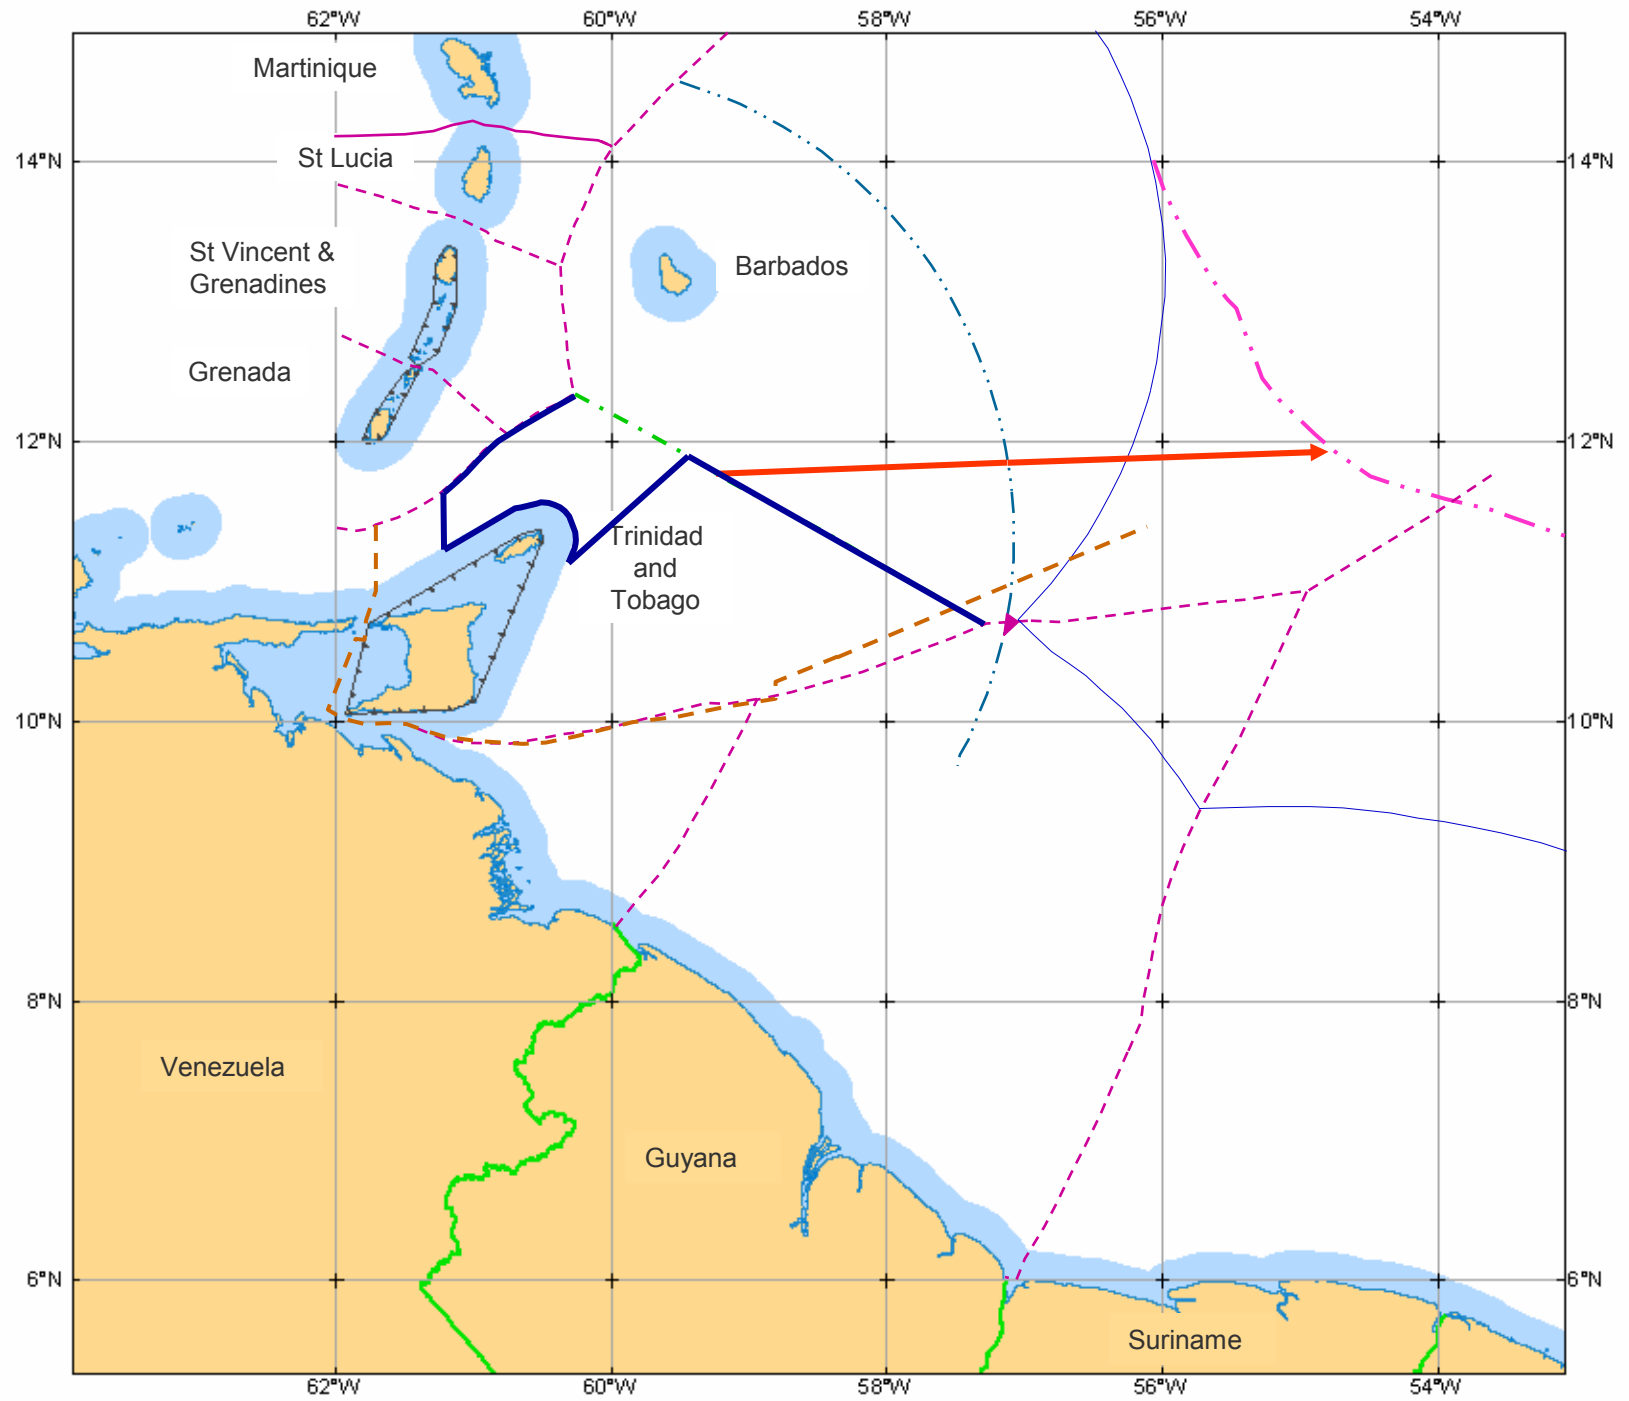 62°W 60°W 58°W 56°W 54°W
Martinique
14°N 14°N
St Lucia
St Vincent &
Grenadines
Barbados
Grenada
12°N 12°N
Trinidad
and
Tobago
10°N 10°N
8°N 8°N
Venezuela
Guyana
6°N 6°N
Suriname
62°W 60°W 58°W 56°W 54°W